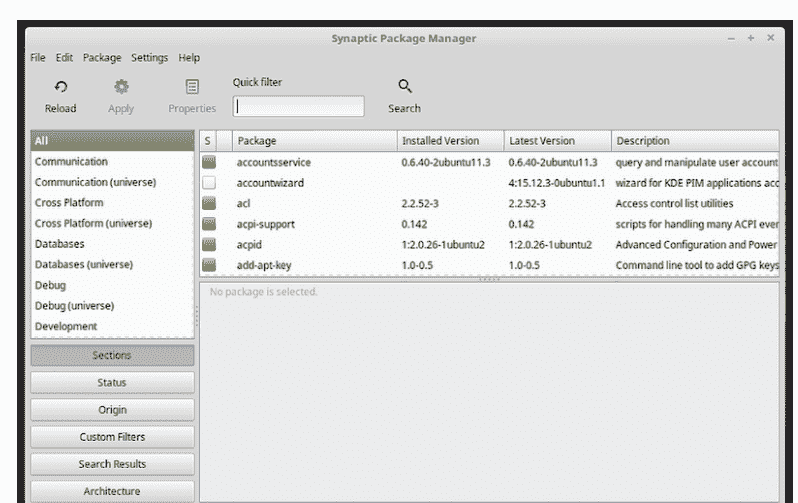 Synaptic Package Manager
File Edit Package Settings Help
Quick filter
Reload Apply Properties Search
All
Communication
Communication (universe)
Cross Platform
Cross Platform (universe)
Databases
Databases (universe)
Debug
Debug (universe)
Development
S Package Installed Version Latest Version Description
accountsservice 0.6.40-2ubuntu11.3 0.6.40-2ubuntu11.3 query and manipulate user account
accountwizard 4:15.12.3-0ubuntu1.1 wizard for KDE PIM applications acc
acl 2.2.52-3 2.2.52-3 Access control list utilities
acpi-support 0.142 0.142 scripts for handling many ACPI ever
acpid 1:2.0.26-1ubuntu2 1:2.0.26-1ubuntu2 Advanced Configuration and Power
add-apt-key 1.0-0.5 1.0-0.5 Command line tool to add GPG keys
No package is selected.
Sections
Status
Origin
Custom Filters
Search Results
Architecture